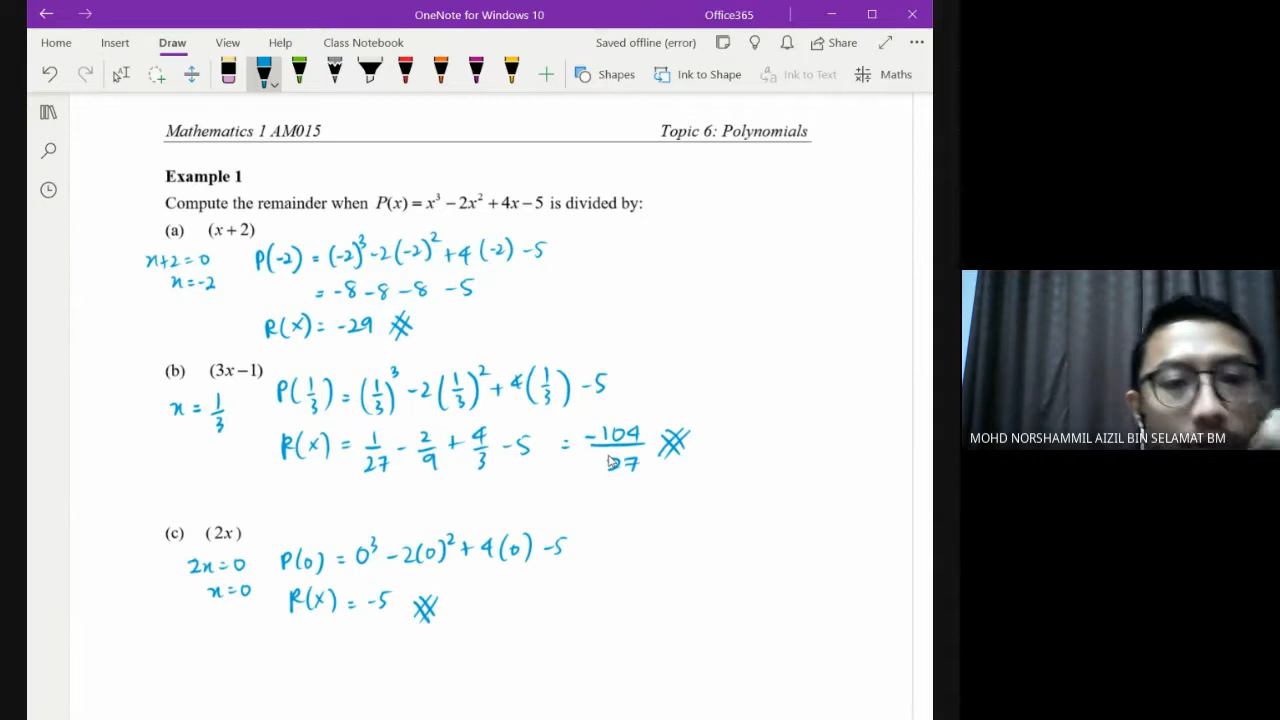 OneNote for Windows 10
Office365
Home Insert Draw View Help Class Notebook
Saved offline (error)
Share
Shapes
Ink to Shape
Ink to Text
Maths
Mathematics 1 AM015
Topic 6: Polynomials
Example 1
Compute the remainder when P(x) = x³ − 2x² + 4x − 5 is divided by:
(a) (x + 2)
x+2=0
x=-2
P(-2) = (-2)³ -2(-2)² +4(-2) -5
= -8 -8 -8 -5
R(x) = -29
(b) (3x − 1)
x = 1/3
P(1/3) = (1/3)³ -2(1/3)² +4(1/3) -5
R(x) = 1/27 - 2/9 + 4/3 -5 = -104/27
(c) (2x)
2x=0
x=0
P(0) = 0³ -2(0)² +4(0) -5
R(x) = -5
MOHD NORSHAMMIL AIZIL BIN SELAMAT BM